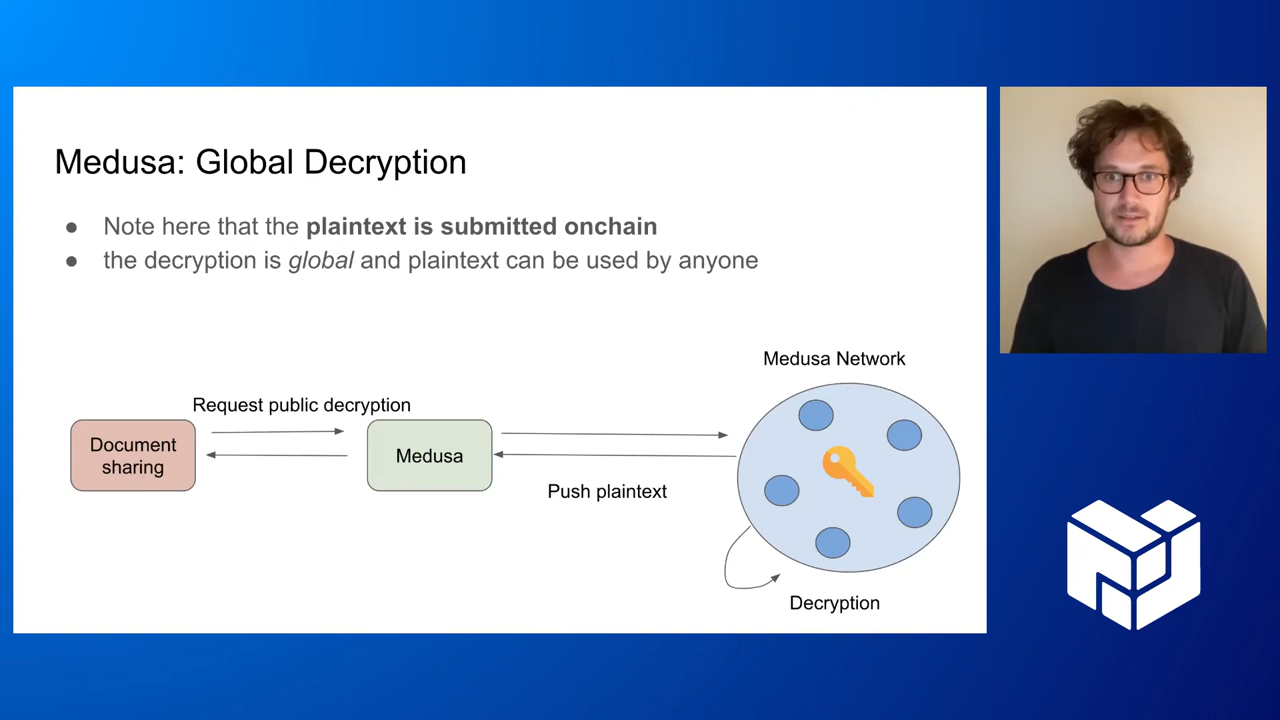 Medusa: Global Decryption
● Note here that the plaintext is submitted onchain
● the decryption is global and plaintext can be used by anyone
Medusa Network
Request public decryption
Document
sharing
Medusa
Push plaintext
Decryption